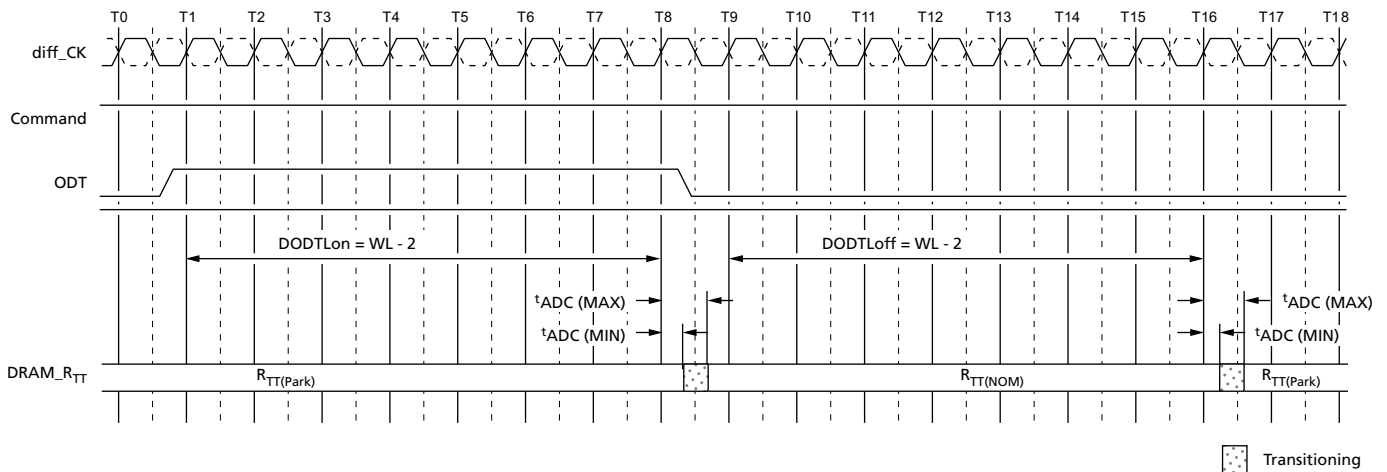 T0 T1 T2 T3 T4 T5 T6 T7 T8 T9 T10 T11 T12 T13 T14 T15 T16 T17 T18
diff_CK
Command
ODT
DODTLon = WL - 2 DODTLoff = WL - 2
tADC (MAX) tADC (MAX)
tADC (MIN) tADC (MIN)
DRAM_RTT RTT(Park) RTT(NOM) RTT(Park)
Transitioning